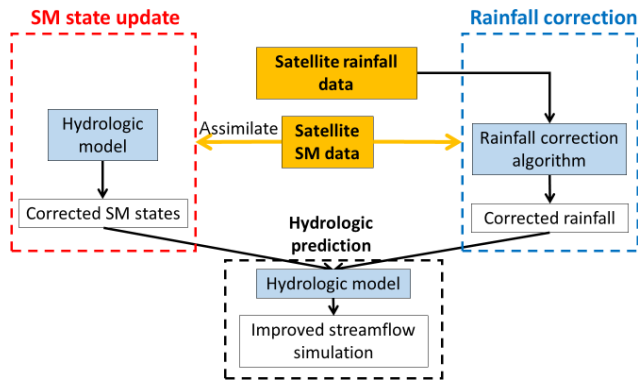 SM state update
Rainfall correction
Satellite rainfall
data
Hydrologic
model
Assimilate
Satellite
SM data
Rainfall correction
algorithm
Corrected SM states
Corrected rainfall
Hydrologic
prediction
Hydrologic model
Improved streamflow
simulation